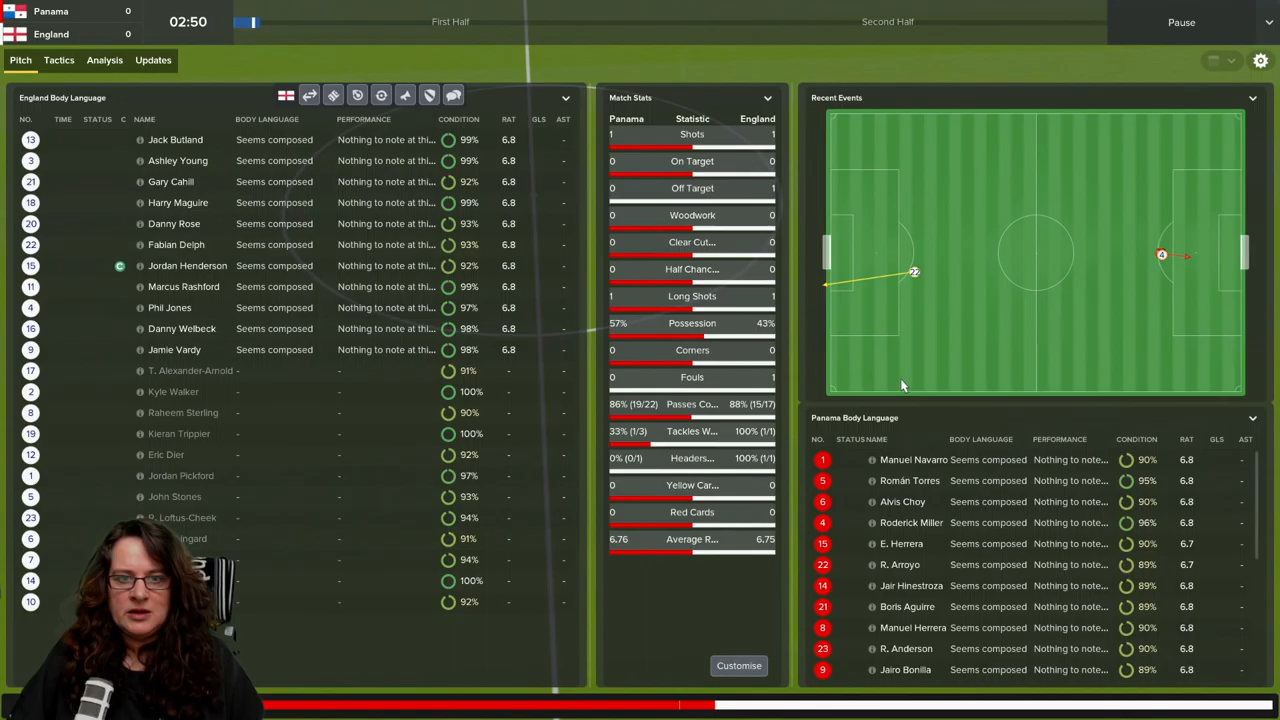 Panama 0
England 0
02:50
First Half
Second Half
Pause
Pitch Tactics Analysis Updates
England Body Language
NO. TIME STATUS C NAME BODY LANGUAGE PERFORMANCE CONDITION RAT GLS AST
13 Jack Butland Seems composed Nothing to note at thi... 99% 6.8 -
3 Ashley Young Seems composed Nothing to note at thi... 99% 6.8 -
21 Gary Cahill Seems composed Nothing to note at thi... 92% 6.8 -
18 Harry Maguire Seems composed Nothing to note at thi... 99% 6.8 -
20 Danny Rose Seems composed Nothing to note at thi... 93% 6.8 -
22 Fabian Delph Seems composed Nothing to note at thi... 93% 6.8 -
15 C Jordan Henderson Seems composed Nothing to note at thi... 92% 6.8 -
11 Marcus Rashford Seems composed Nothing to note at thi... 99% 6.8 -
4 Phil Jones Seems composed Nothing to note at thi... 97% 6.8 -
16 Danny Welbeck Seems composed Nothing to note at thi... 98% 6.8 -
9 Jamie Vardy Seems composed Nothing to note at thi... 98% 6.8 -
17 T. Alexander-Arnold - - 91% - -
2 Kyle Walker - - 100% - -
8 Raheem Sterling - - 90% - -
19 Kieran Trippier - - 100% - -
12 Eric Dier - - 92% - -
1 Jordan Pickford - - 97% - -
5 John Stones - - 93% - -
23 R. Loftus-Cheek - - 94% - -
6 ingard - - 91% - -
7 - - 94% - -
14 - - 100% - -
10 - - 92% - -
Match Stats
Panama Statistic England
1 Shots 1
0 On Target 0
0 Off Target 1
0 Woodwork 0
0 Clear Cut... 0
0 Half Chanc... 0
1 Long Shots 1
57% Possession 43%
0 Corners 0
0 Fouls 1
86% (19/22) Passes Co... 88% (15/17)
33% (1/3) Tackles W... 100% (1/1)
0% (0/1) Headers... 100% (1/1)
0 Yellow Car... 0
0 Red Cards 0
6.76 Average R... 6.75
Customise
Recent Events
22
4
Panama Body Language
NO. STATUS NAME BODY LANGUAGE PERFORMANCE CONDITION RAT GLS AST
1 Manuel Navarro Seems composed Nothing to note... 90% 6.8 -
5 Román Torres Seems composed Nothing to note... 95% 6.8 -
6 Alvis Choy Seems composed Nothing to note... 90% 6.8 -
4 Roderick Miller Seems composed Nothing to note... 96% 6.8 -
15 E. Herrera Seems composed Nothing to note... 90% 6.7 -
22 R. Arroyo Seems composed Nothing to note... 89% 6.7 -
14 Jair Hinestroza Seems composed Nothing to note... 89% 6.8 -
21 Boris Aguirre Seems composed Nothing to note... 89% 6.8 -
8 Manuel Herrera Seems composed Nothing to note... 90% 6.8 -
23 R. Anderson Seems composed Nothing to note... 90% 6.8 -
9 Jairo Bonilla Seems composed Nothing to note... 89% 6.8 -